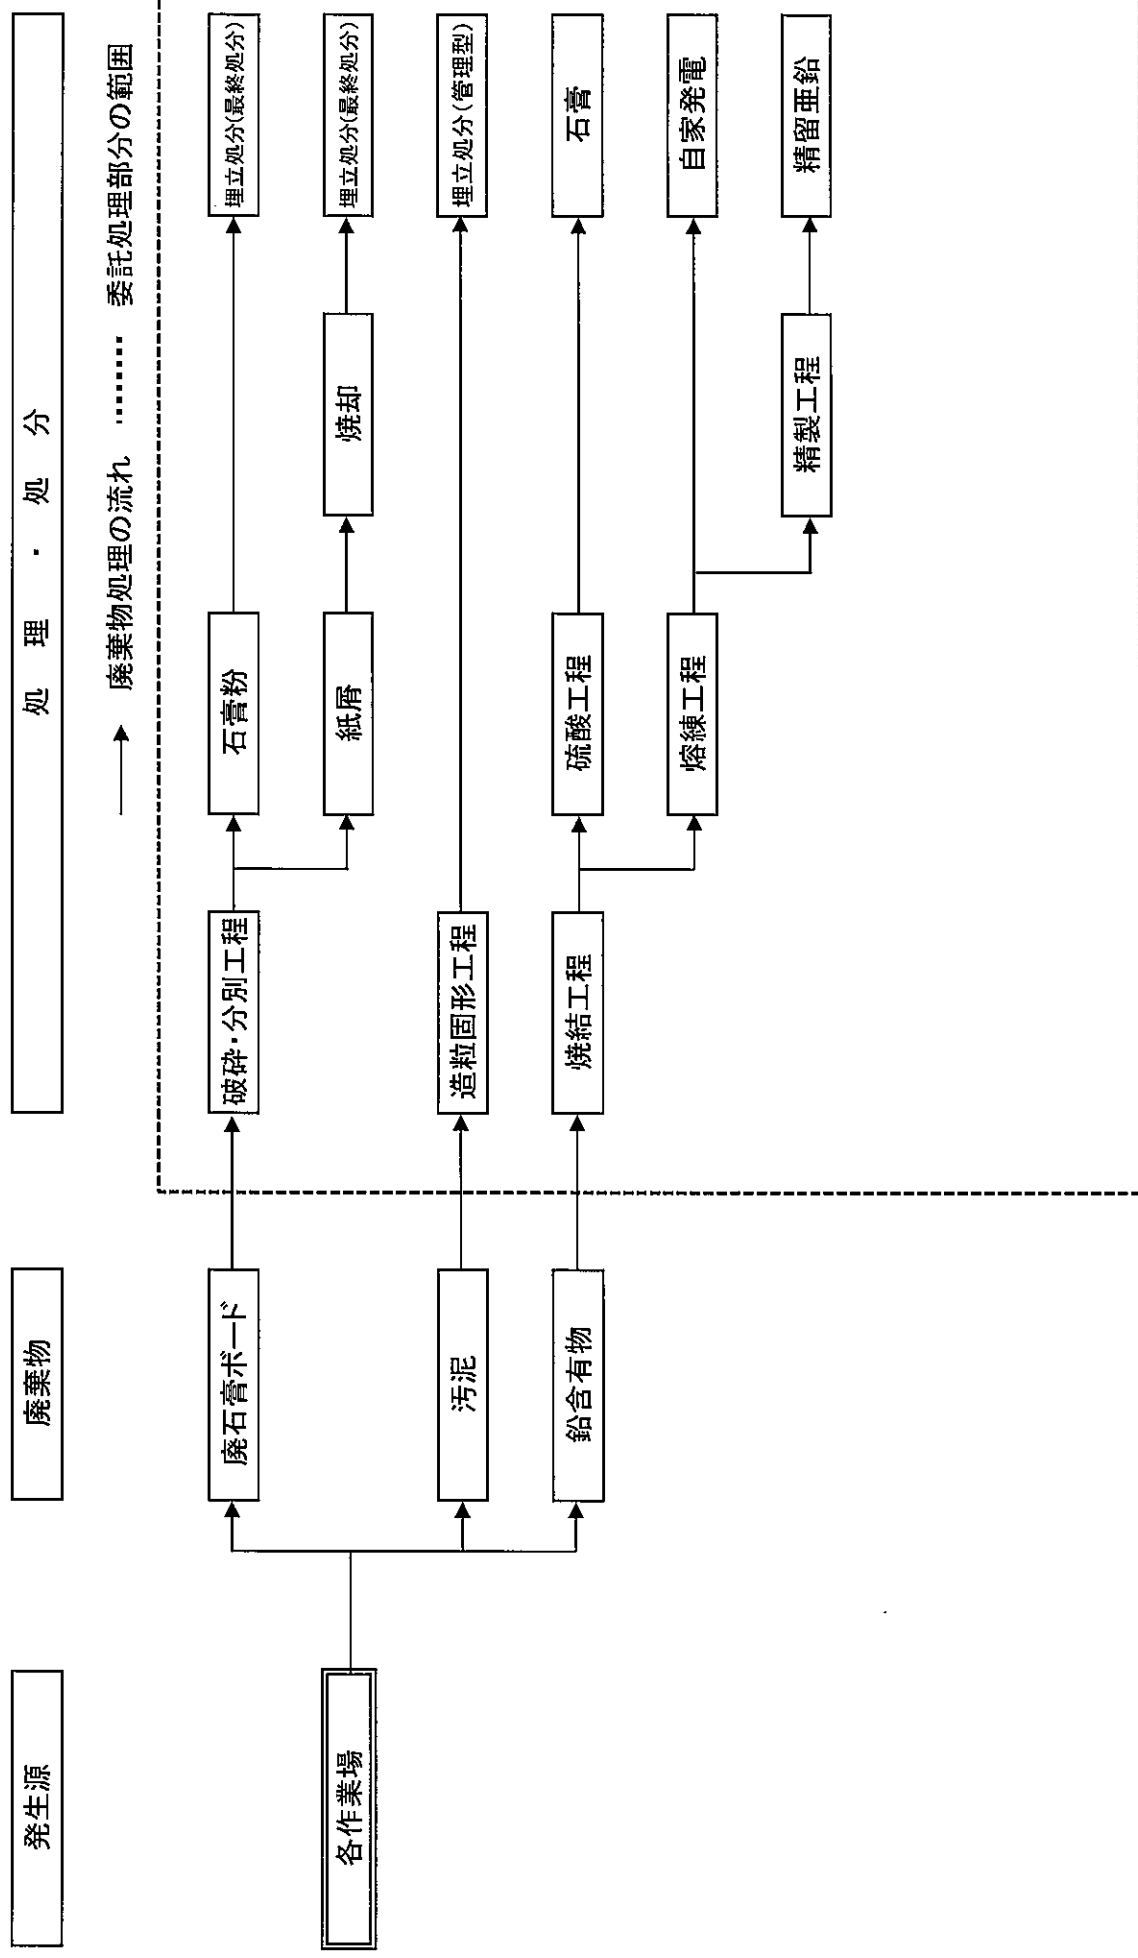 発生源
廃棄物
処理・処分
→ 廃棄物処理の流れ ········ 委託処理部分の範囲
各作業場
廃石膏ボード
破砕・分別工程
石膏粉
埋立処分(最終処分)
紙屑
焼却
埋立処分(最終処分)
汚泥
造粒固形工程
埋立処分(管理型)
鉛含有物
焼結工程
硫酸工程
石膏
熔練工程
自家発電
精製工程
精留亜鉛